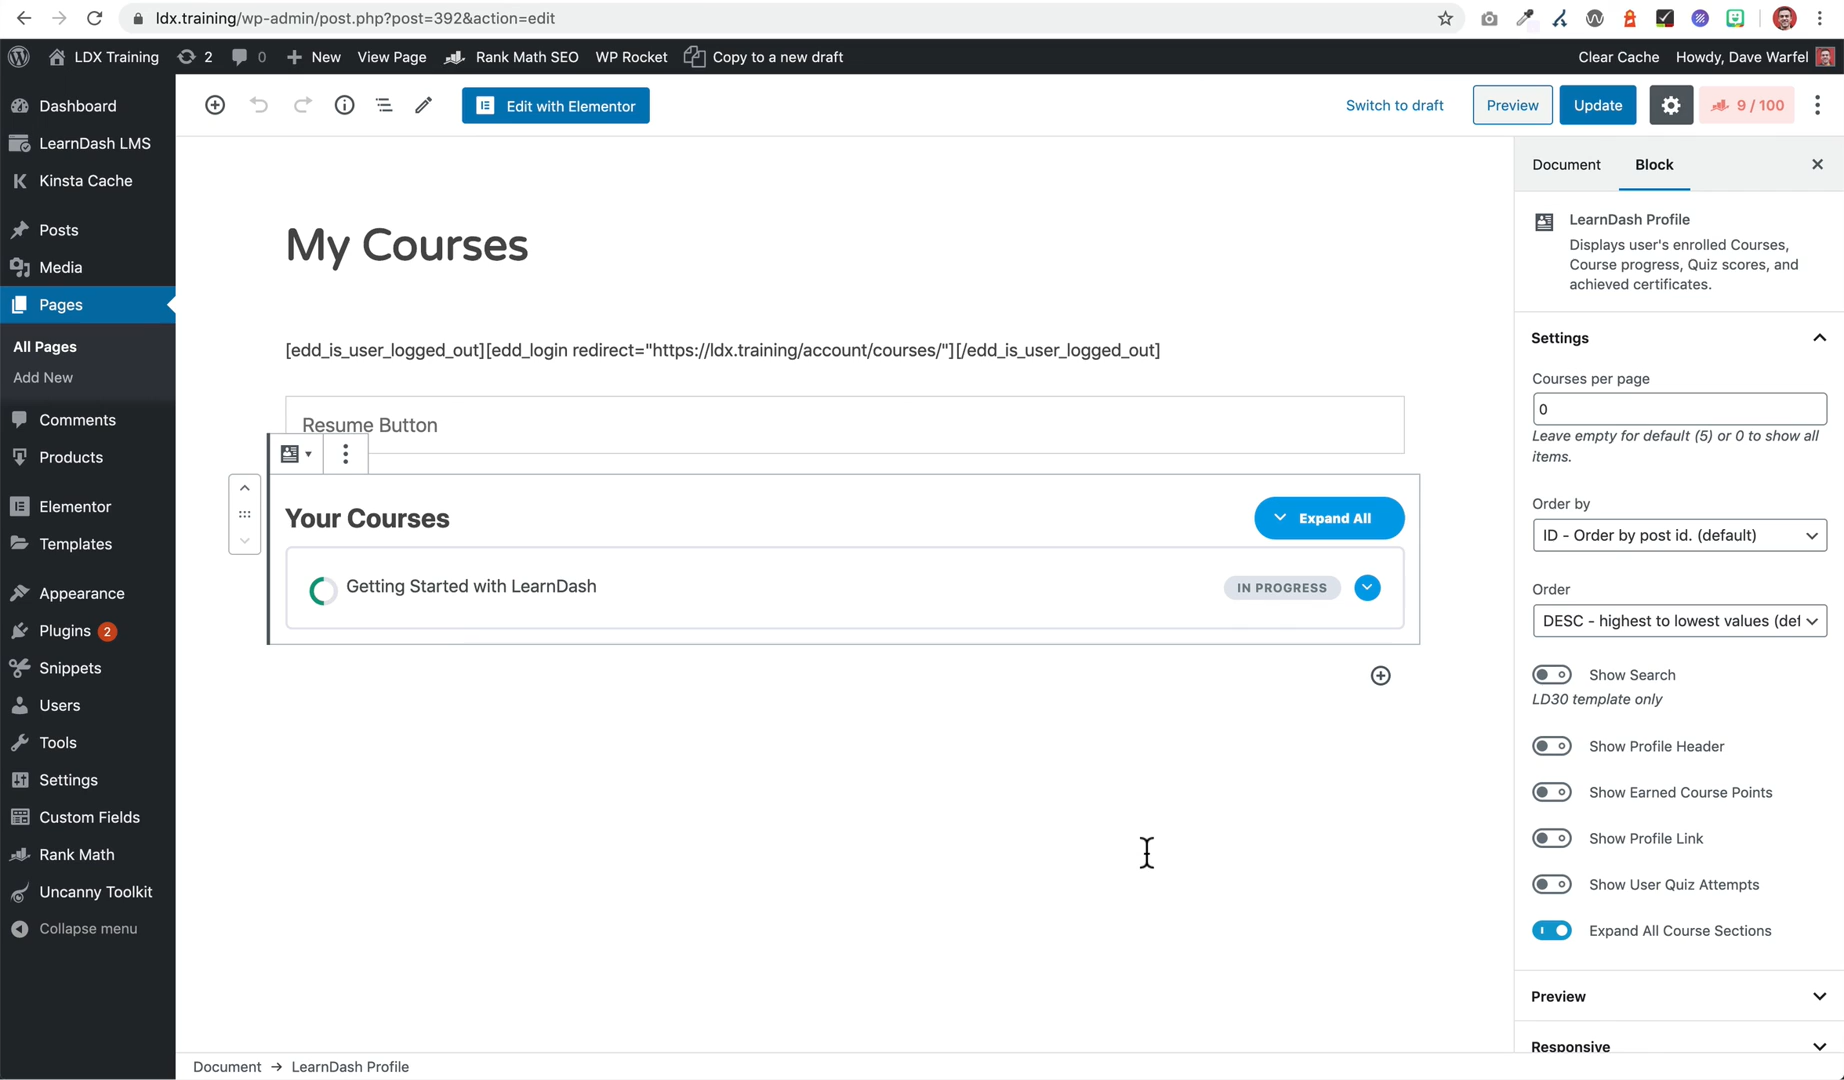 ldx.training/wp-admin/post.php?post=392&action=edit
LDX Training
2
0
New
View Page
Rank Math SEO
WP Rocket
Copy to a new draft
Clear Cache
Howdy, Dave Warfel
Dashboard
LearnDash LMS
Kinsta Cache
Posts
Media
Pages
All Pages
Add New
Comments
Products
Elementor
Templates
Appearance
Plugins 2
Snippets
Users
Tools
Settings
Custom Fields
Rank Math
Uncanny Toolkit
Collapse menu
Edit with Elementor
Switch to draft
Preview
Update
9 / 100
My Courses
[edd_is_user_logged_out][edd_login redirect="https://ldx.training/account/courses/"][/edd_is_user_logged_out]
Resume Button
Your Courses
Expand All
Getting Started with LearnDash
IN PROGRESS
Document
Block
LearnDash Profile
Displays user's enrolled Courses,
Course progress, Quiz scores, and
achieved certificates.
Settings
Courses per page
0
Leave empty for default (5) or 0 to show all
items.
Order by
ID - Order by post id. (default)
Order
DESC - highest to lowest values (def
Show Search
LD30 template only
Show Profile Header
Show Earned Course Points
Show Profile Link
Show User Quiz Attempts
Expand All Course Sections
Preview
Responsive
Document → LearnDash Profile